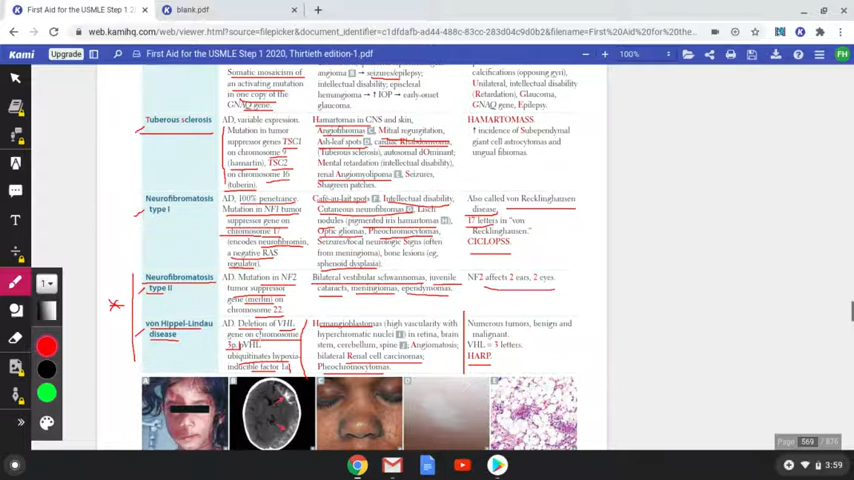 First Aid for the USMLE Step 1 20
blank.pdf
web.kamihq.com/web/viewer.html?source=filepicker&document_identifier=c1dfdafb-ad44-488c-83cc-283d04c9d0b2&filename=First%20Aid%20for%20the...
Kami
Upgrade
First Aid for the USMLE Step 1 2020, Thirtieth edition-1.pdf
100%
FH
Somatic mosaicism of
an activating mutation
in one copy of the
GNAQ gene.
angioma B → seizures/epilepsy;
intellectual disability; episcleral
hemangioma → ↑ IOP → early-onset
glaucoma.
calcifications (opposing gyri),
Unilateral, intellectual disability
(Retardation), Glaucoma,
GNAQ gene, Epilepsy.
Tuberous sclerosis
AD, variable expression.
Mutation in tumor
suppressor genes TSC1
on chromosome 9
(hamartin), TSC2
on chromosome 16
(tuberin).
Hamartomas in CNS and skin,
Angiofibromas C, Mitral regurgitation,
Ash-leaf spots D, cardiac Rhabdomyoma,
(Tuberous sclerosis), autosomal dOminant;
Mental retardation (intellectual disability),
renal Angiomyolipoma E, Seizures,
Shagreen patches.
HAMARTOMASS.
↑ incidence of Subependymal
giant cell astrocytomas and
ungual fibromas.
Neurofibromatosis
type I
AD, 100% penetrance.
Mutation in NF1 tumor
suppressor gene on
chromosome 17
(encodes neurofibromin,
a negative RAS
regulator).
Café-au-lait spots F, Intellectual disability,
Cutaneous neurofibromas G, Lisch
nodules (pigmented iris hamartomas H),
Optic gliomas, Pheochromocytomas,
Seizures/focal neurologic Signs (often
from meningioma), bone lesions (eg,
sphenoid dysplasia).
Also called von Recklinghausen
disease.
17 letters in "von
Recklinghausen."
CICLOPSS.
Neurofibromatosis
type II
AD. Mutation in NF2
tumor suppressor
gene (merlin) on
chromosome 22.
Bilateral vestibular schwannomas, juvenile
cataracts, meningiomas, ependymomas.
NF2 affects 2 ears, 2 eyes.
von Hippel-Lindau
disease
AD. Deletion of VHL
gene on chromosome
3p. pVHL
ubiquitinates hypoxia-
inducible factor 1a.
Hemangioblastomas (high vascularity with
hyperchromatic nuclei I) in retina, brain
stem, cerebellum, spine J; Angiomatosis;
bilateral Renal cell carcinomas;
Pheochromocytomas.
Numerous tumors, benign and
malignant.
VHL = 3 letters.
HARP.
A
B
C
D
E
Page 569 / 876
1
3:59